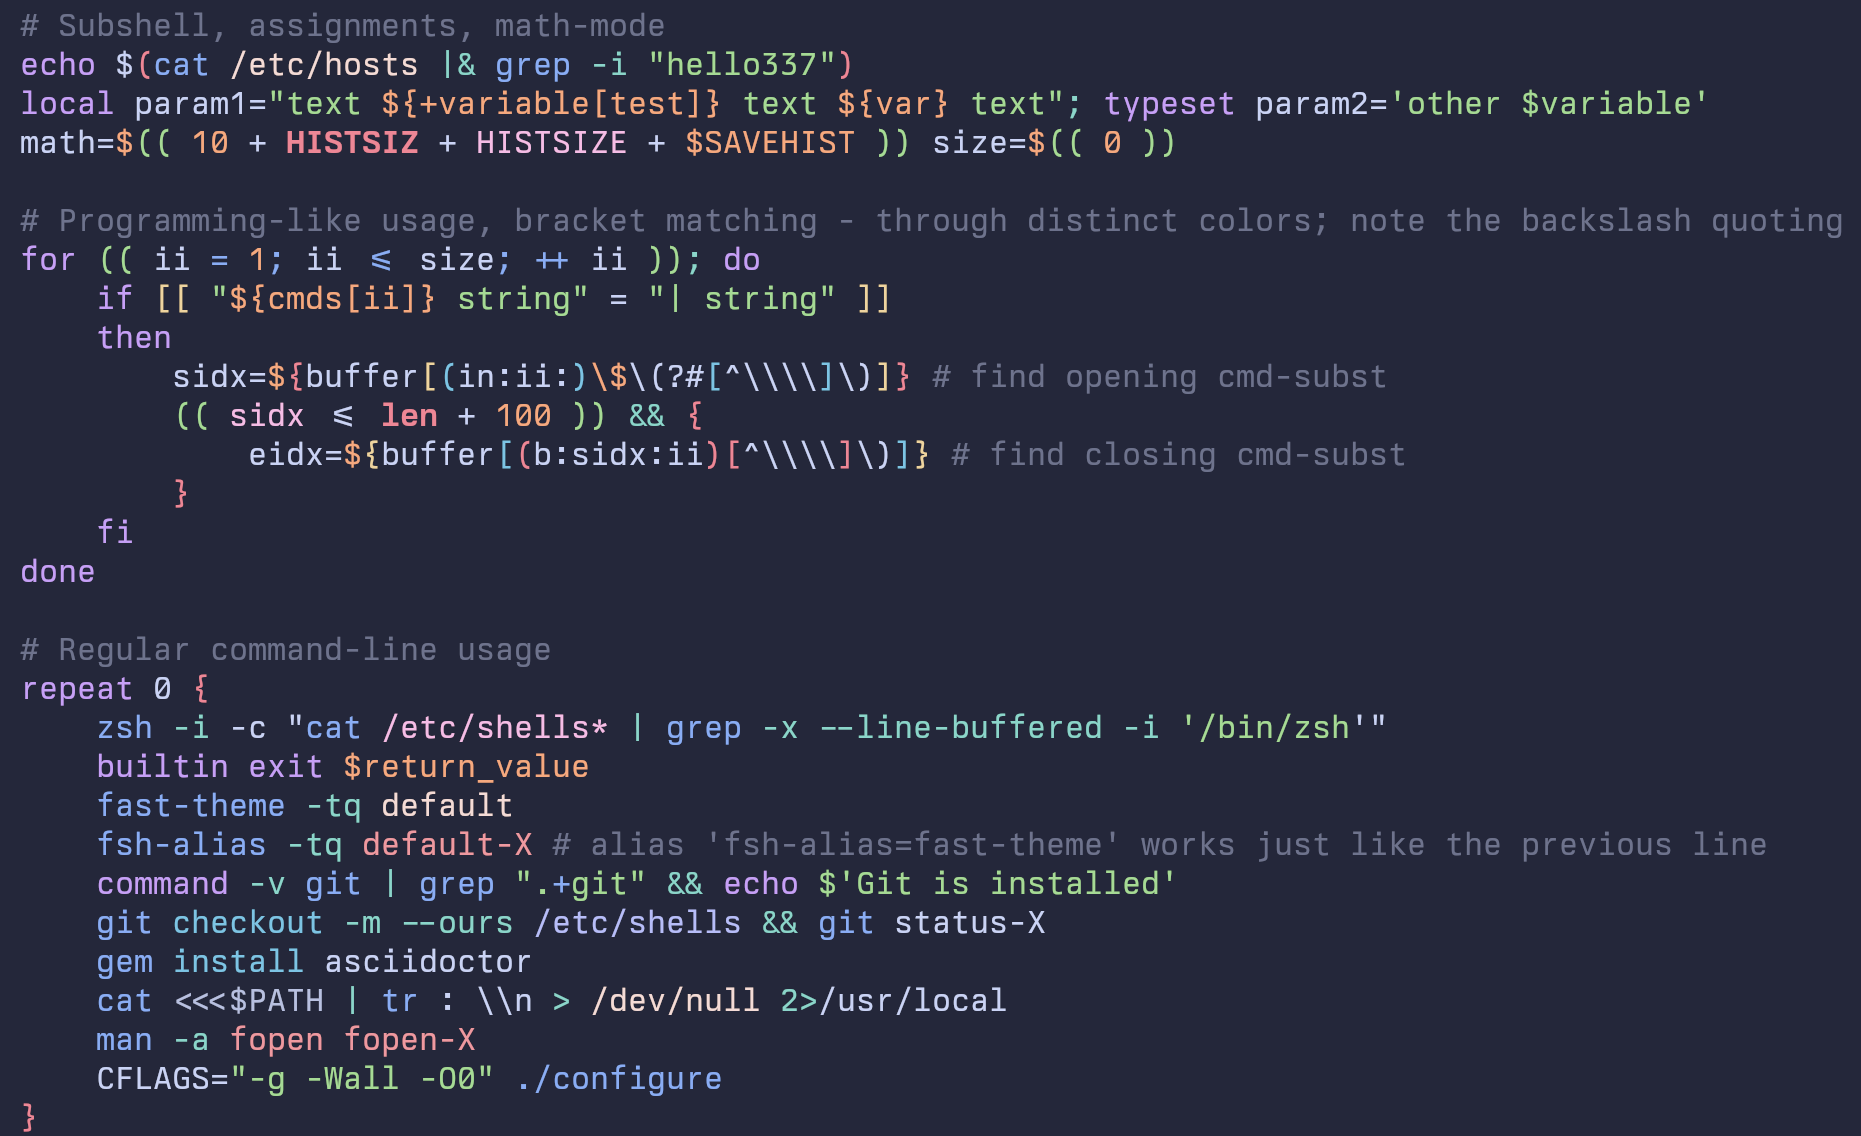 # Subshell, assignments, math-mode
echo $(cat /etc/hosts |& grep -i "hello337")
local param1="text ${+variable[test]} text ${var} text"; typeset param2='other $variable'
math=$(( 10 + HISTSIZ + HISTSIZE + $SAVEHIST )) size=$(( 0 ))

# Programming-like usage, bracket matching - through distinct colors; note the backslash quoting
for (( ii = 1; ii <= size; ++ ii )); do
    if [[ "${cmds[ii]} string" = "| string" ]]
    then
        sidx=${buffer[(in:ii:)\$\(?#[^\\\\]\)]} # find opening cmd-subst
        (( sidx <= len + 100 )) && {
            eidx=${buffer[(b:sidx:ii)[^\\\\]\)]} # find closing cmd-subst
        }
    fi
done

# Regular command-line usage
repeat 0 {
    zsh -i -c "cat /etc/shells* | grep -x --line-buffered -i '/bin/zsh'"
    builtin exit $return_value
    fast-theme -tq default
    fsh-alias -tq default-X # alias 'fsh-alias=fast-theme' works just like the previous line
    command -v git | grep ".+git" && echo $'Git is installed'
    git checkout -m --ours /etc/shells && git status-X
    gem install asciidoctor
    cat <<<$PATH | tr : \\n > /dev/null 2>/usr/local
    man -a fopen fopen-X
    CFLAGS="-g -Wall -O0" ./configure
}